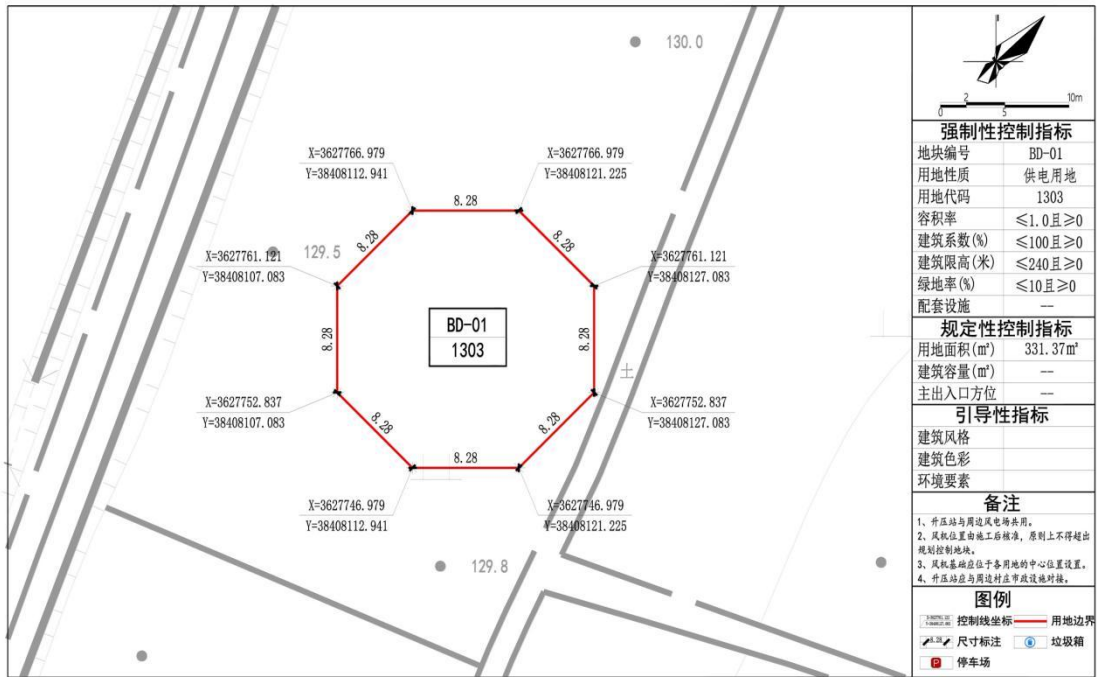 130.0
X=3627766.979
Y=38408112.941
X=3627766.979
Y=38408121.225
8.28
8.28
8.28
129.5
X=3627761.121
Y=38408107.083
X=3627761.121
Y=38408127.083
BD-01
1303
8.28
8.28
土
X=3627752.837
Y=38408107.083
X=3627752.837
Y=38408127.083
8.28
8.28
8.28
X=3627746.979
Y=38408112.941
X=3627746.979
Y=38408121.225
129.8
0 2 5 10m
强制性控制指标
地块编号 BD-01
用地性质 供电用地
用地代码 1303
容积率 ≤1.0且≥0
建筑系数(%) ≤100且≥0
建筑限高(米) ≤240且≥0
绿地率(%) ≤10且≥0
配套设施 --
规定性控制指标
用地面积(㎡) 331.37㎡
建筑容量(㎡) --
主出入口方位 --
引导性指标
建筑风格
建筑色彩
环境要素
备注
1、升压站与周边风电场共用。
2、风机位置由施工后核准，原则上不得超出
规划控制地块。
3、风机基础应位于各用地的中心位置设置。
4、升压站应与周边村庄市政设施对接。
图例
控制线坐标 用地边界
8.28 尺寸标注 垃圾箱
P 停车场